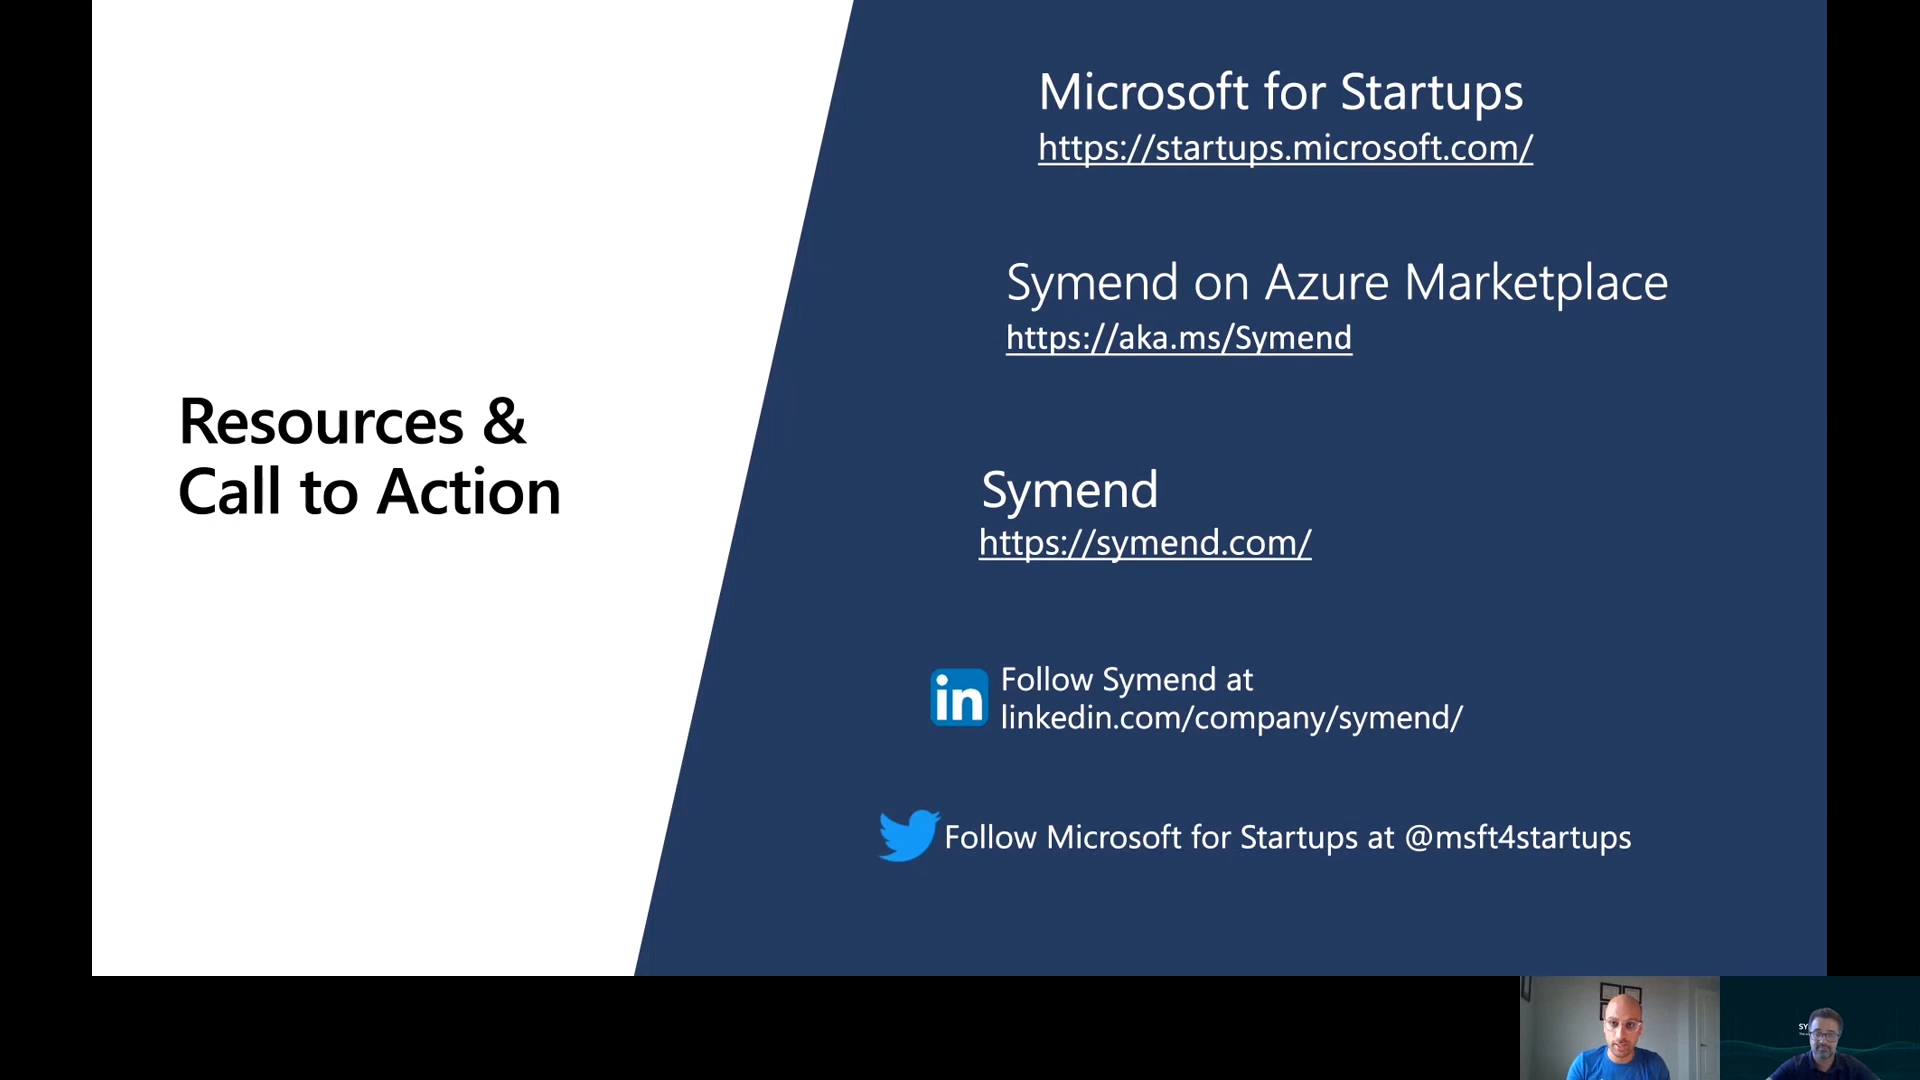 Resources &
Call to Action
Microsoft for Startups
https://startups.microsoft.com/
Symend on Azure Marketplace
https://aka.ms/Symend
Symend
https://symend.com/
in
Follow Symend at
linkedin.com/company/symend/
Follow Microsoft for Startups at @msft4startups